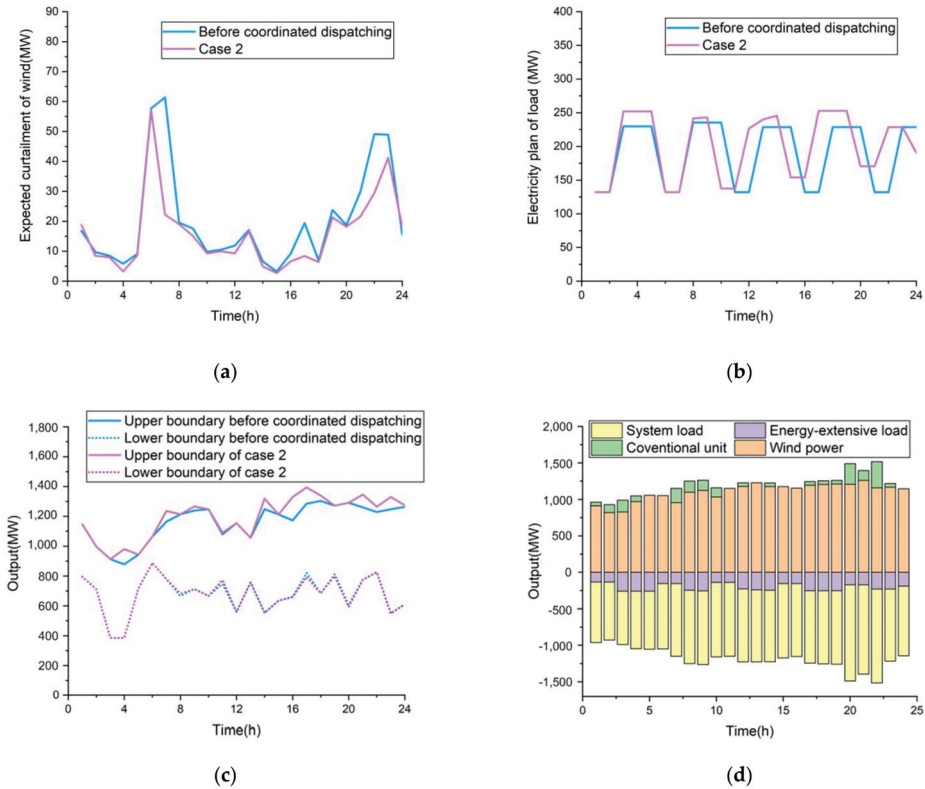 Before coordinated dispatching
Case 2
Expected curtailment of wind(MW)
90
80
70
60
50
40
30
20
10
0
0 4 8 12 16 20 24
Time(h)
(a)
Before coordinated dispatching
Case 2
Electricity plan of load (MW)
400
350
300
250
200
150
100
50
0
0 4 8 12 16 20 24
Time(h)
(b)
Upper boundary before coordinated dispatching
Lower boundary before coordinated dispatching
Upper boundary of case 2
Lower boundary of case 2
Output(MW)
1,800
1,600
1,400
1,200
1,000
800
600
400
200
0
0 4 8 12 16 20 24
Time(h)
(c)
System load Energy-extensive load
Coventional unit Wind power
Output(MW)
2,000
1,500
1,000
500
0
-500
-1,000
-1,500
0 5 10 15 20 25
Time(h)
(d)